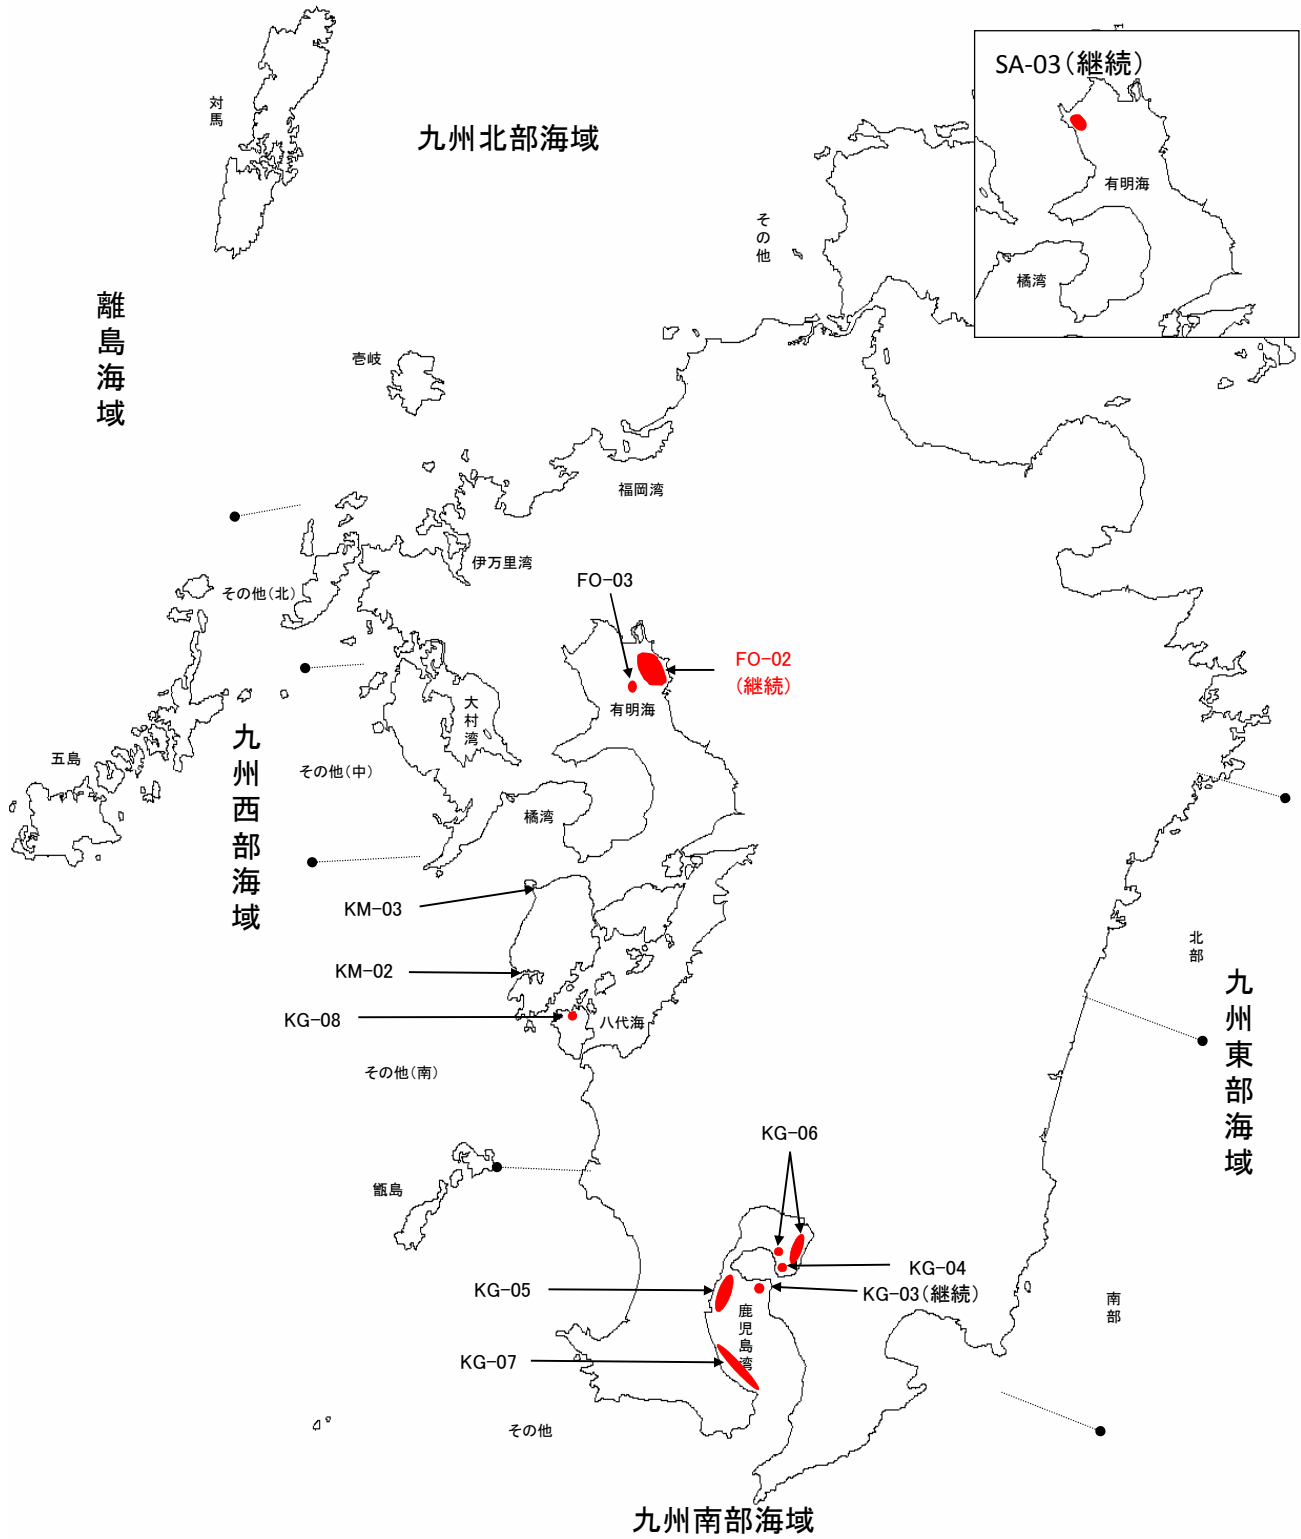 SA-03(継続)
有明海
橘湾
対馬
九州北部海域
その他
離島海域
壱岐
福岡湾
伊万里湾
その他(北)
FO-03
FO-02
(継続)
有明海
大村湾
五島
九州西部海域
その他(中)
橘湾
KM-03
KM-02
KG-08
八代海
その他(南)
北部
九州東部海域
KG-06
甑島
KG-04
KG-03(継続)
KG-05
鹿児島湾
南部
KG-07
その他
九州南部海域